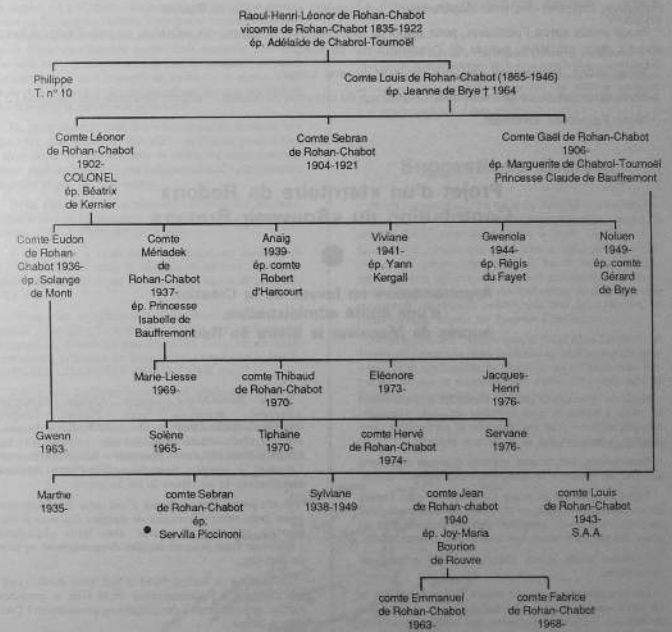 Raoul-Henri-Léonor de Rohan-Chabot
vicomte de Rohan-Chabot 1835-1922
ép. Adélaïde de Chabrol-Tournoël
Philippe
T. nº 10
Comte Louis de Rohan-Chabot (1865-1946)
ép. Jeanne de Brye † 1964
Comte Léonor
de Rohan-Chabot
1902-
COLONEL
ép. Béatrix
de Kernier
Comte Sebran
de Rohan-Chabot
1904-1921
Comte Gaël de Rohan-Chabot
1906-
ép. Marguerite de Chabrol-Tournoël
Princesse Claude de Bauffremont
Comte Eudon
de Rohan-
Chabot 1936-
ép. Solange
de Monti
Comte
Mériadek
de
Rohan-Chabot
1937-
ép. Princesse
Isabelle de
Bauffremont
Anaig
1939-
ép. comte
Robert
d'Harcourt
Viviane
1941-
ép. Yann
Kergall
Gwenola
1944-
ép. Régis
du Fayet
Noluen
1949-
ép. comte
Gérard
de Brye
Marie-Liesse
1969-
comte Thibaud
de Rohan-Chabot
1970-
Eléonore
1973-
Jacques-
Henri
1976-
Gwenn
1963-
Solène
1965-
Tiphaine
1970-
comte Hervé
de Rohan-Chabot
1974-
Servane
1976-
Marthe
1935-
comte Sebran
de Rohan-Chabot
ép.
Servilla Piccinoni
Sylviane
1938-1949
comte Jean
de Rohan-chabot
1940
ép. Joy-Maria
Bourion
de Rouvre
comte Louis
de Rohan-Chabot
1943-
S.A.A.
comte Emmanuel
de Rohan-Chabot
1963-
comte Fabrice
de Rohan-Chabot
1968-